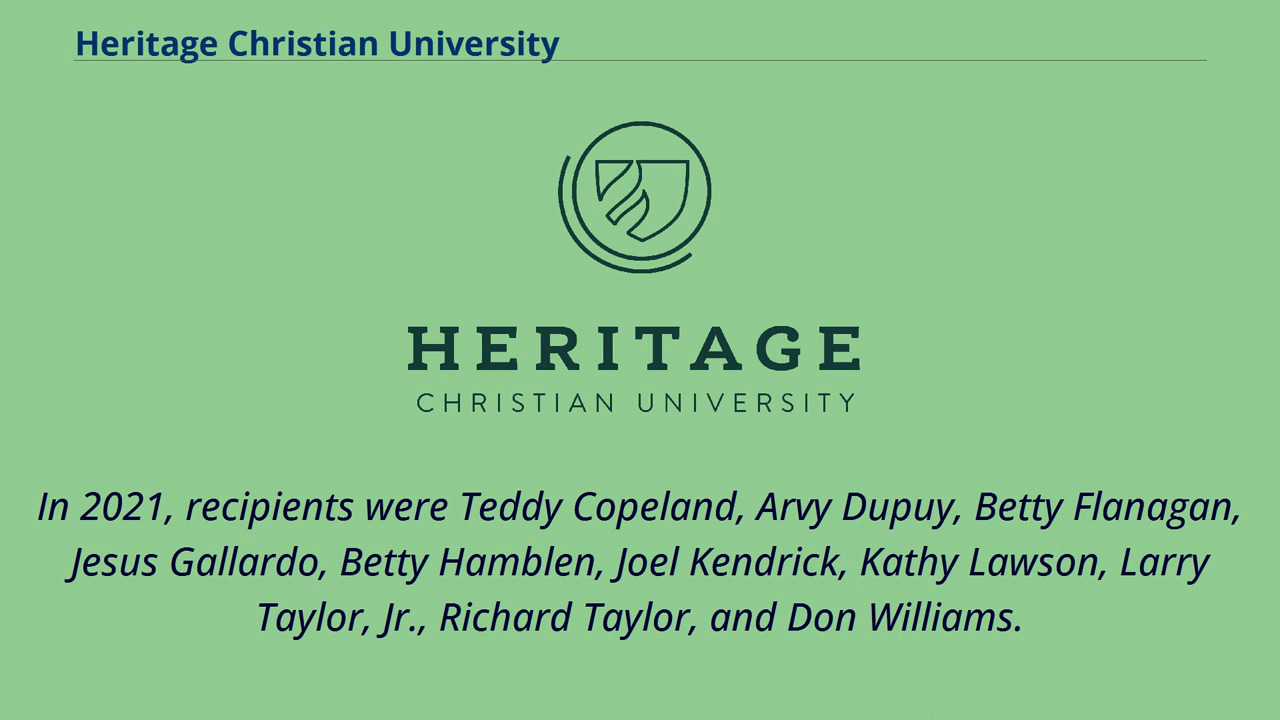 Heritage Christian University
HERITAGE
CHRISTIAN UNIVERSITY
In 2021, recipients were Teddy Copeland, Arvy Dupuy, Betty Flanagan,
Jesus Gallardo, Betty Hamblen, Joel Kendrick, Kathy Lawson, Larry
Taylor, Jr., Richard Taylor, and Don Williams.